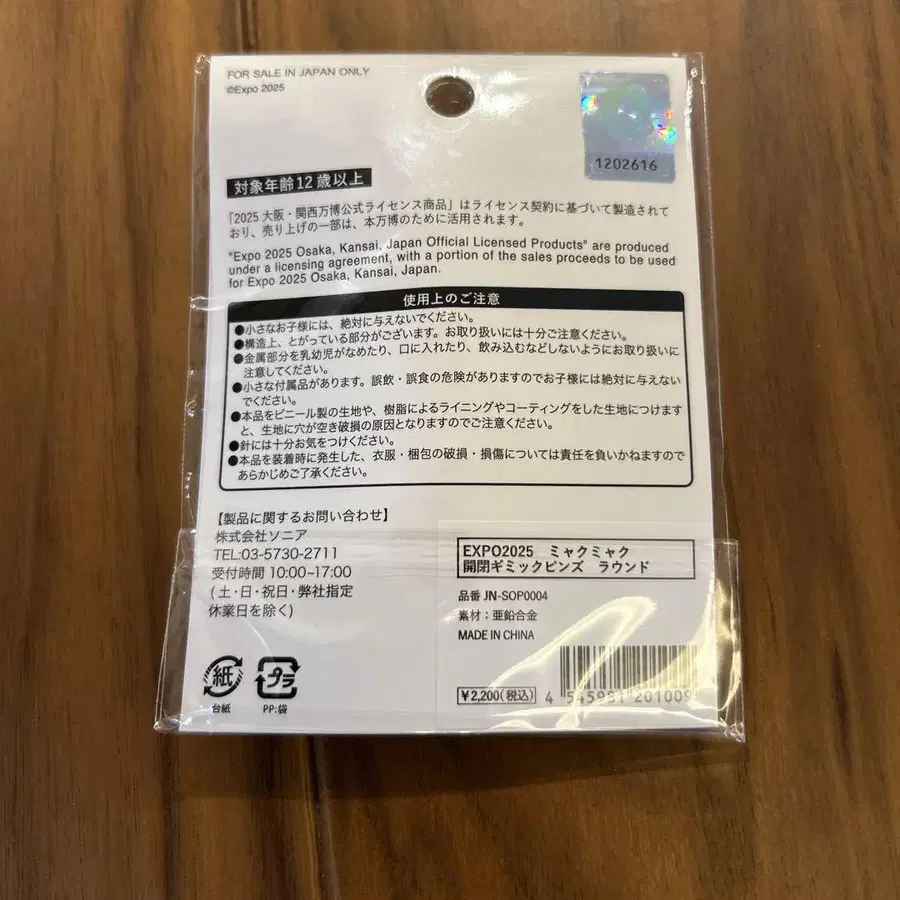 FOR SALE IN JAPAN ONLY
©Expo 2025
1202616
対象年齢12歳以上
「2025 大阪・関西万博公式ライセンス商品」はライセンス契約に基づいて製造されて
おり、売り上げの一部は、本万博のために活用されます。
"Expo 2025 Osaka, Kansai, Japan Official Licensed Products" are produced
under a licensing agreement, with a portion of the sales proceeds to be used
for Expo 2025 Osaka, Kansai, Japan.
使用上のご注意
●小さなお子様には、絶対に与えないでください。
●構造上、とがっている部分がございます。お取り扱いには十分ご注意ください。
●金属部分を乳幼児がなめたり、口に入れたり、飲み込むなどしないようにお取り扱いに
注意してください。
●小さな付属品があります。誤飲・誤食の危険がありますのでお子様には絶対に与えない
でください。
●本品をビニール製の生地や、樹脂によるライニングやコーティングをした生地につけます
と、生地に穴が空き破損の原因となりますのでご注意ください。
●針には十分お気をつけください。
●本品を装着時に発生した、衣服・梱包の破損・損傷については責任を負いかねますので
あらかじめご了承ください。
【製品に関するお問い合わせ】
株式会社ソニア
TEL:03-5730-2711
受付時間 10:00~17:00
(土・日・祝日・弊社指定
休業日を除く)
紙
台紙
プラ
PP:袋
EXPO2025 ミャクミャク
開閉ギミックピンズ ラウンド
品番 JN-SOP0004
素材:亜鉛合金
MADE IN CHINA
¥2,200(税込)
4 545981 201009